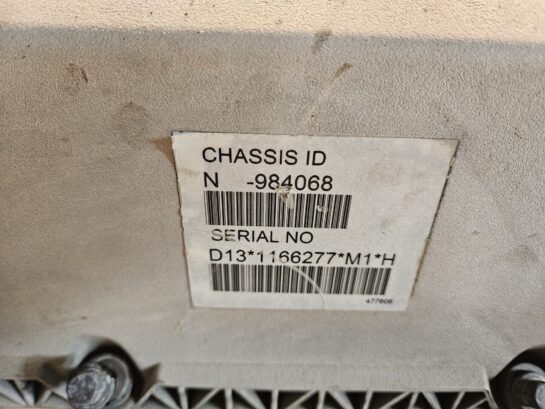 CHASSIS ID
N -984068
SERIAL NO
D13*1166277*M1*H
477606